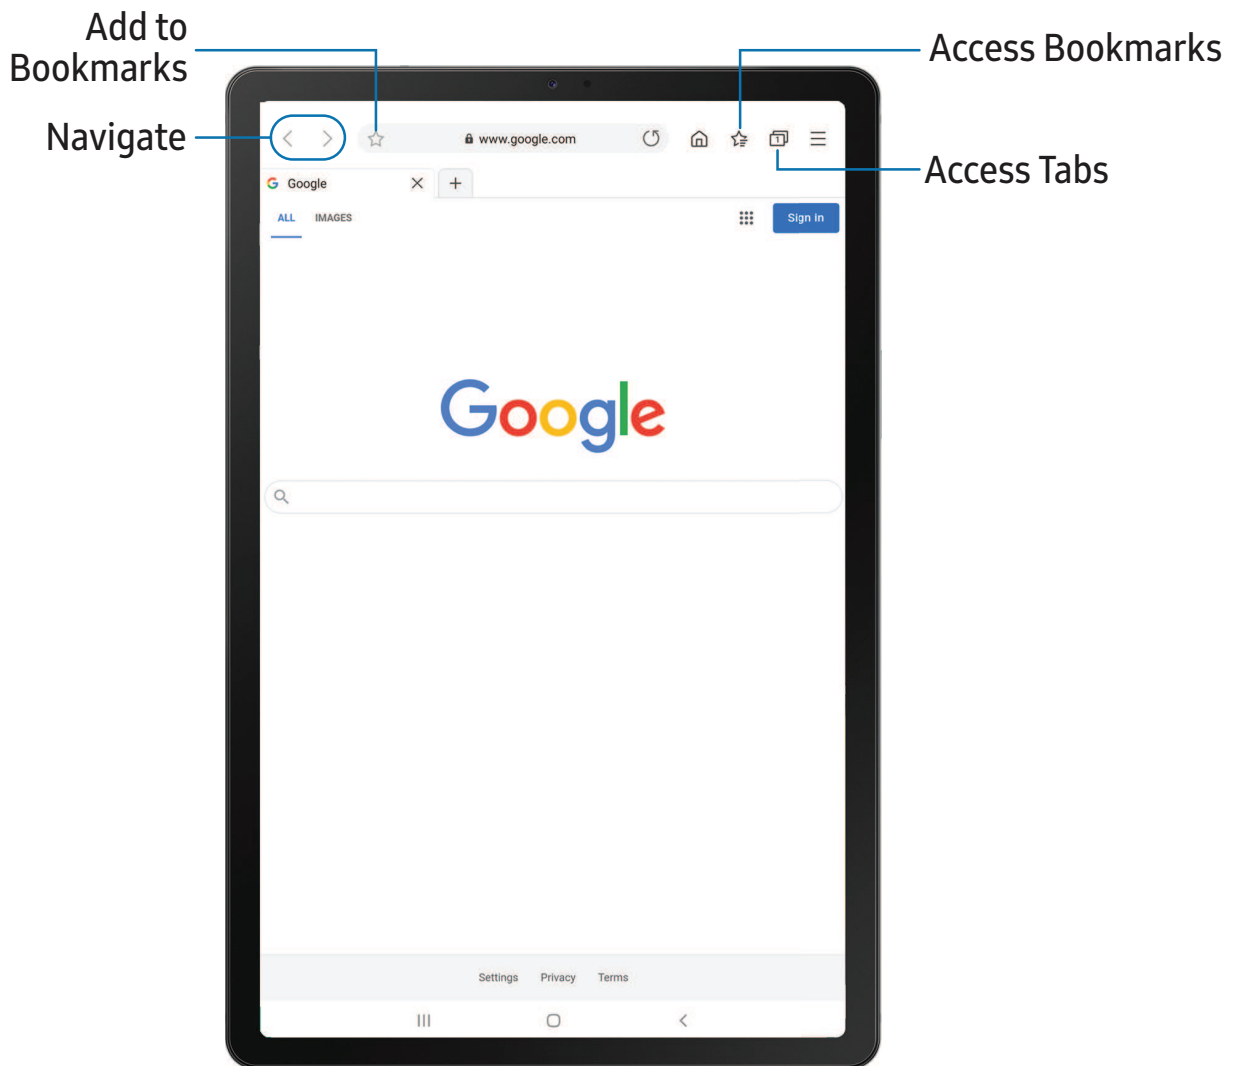 Add to
Bookmarks
Access Bookmarks
Navigate
www.google.com
1
Access Tabs
Google
ALL IMAGES
Sign in
Google
Settings Privacy Terms